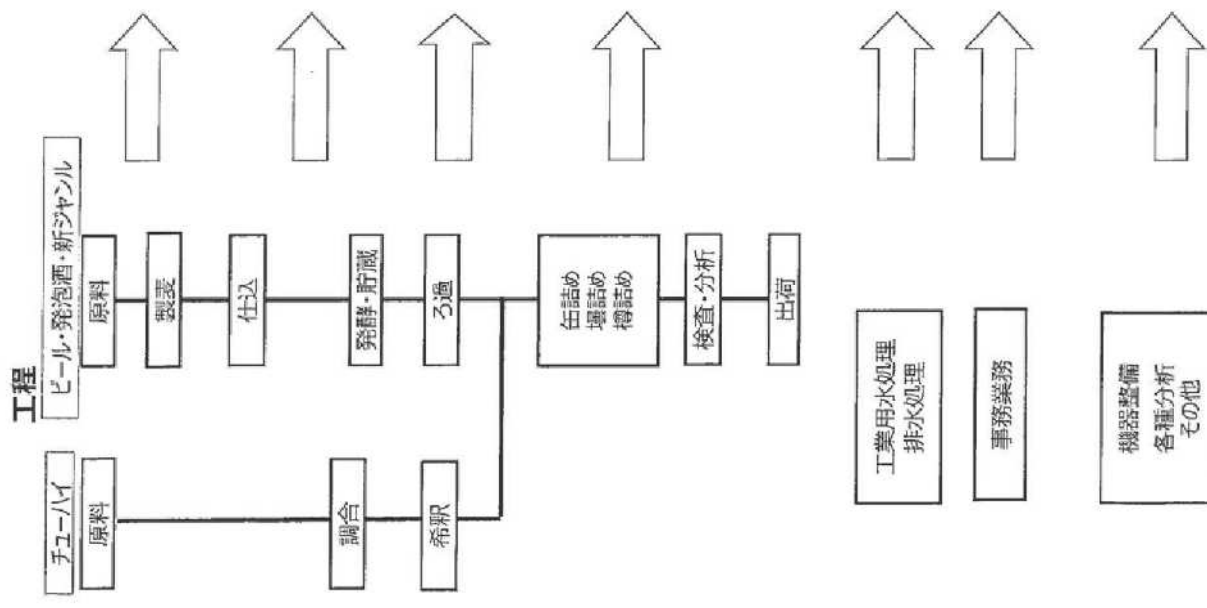 工程
チューハイ
原料
調合
希釈
ビール・発泡酒・新ジャンル
原料
製麦
仕込
発酵・貯蔵
ろ過
缶詰め
壜詰め
樽詰め
検査・分析
出荷
工業用水処理
排水処理
事務業務
機器整備
各種分析
その他